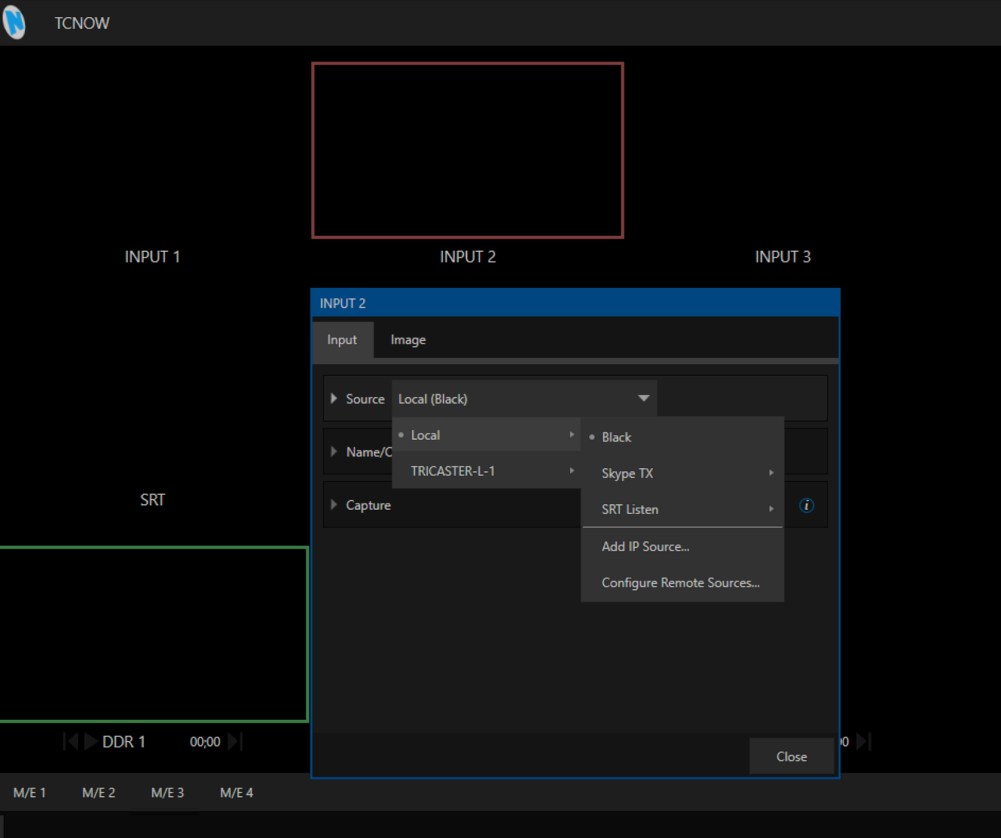 TCNOW
INPUT 1
INPUT 2
INPUT 3
INPUT 2
Input
Image
Source
Local (Black)
Local
Black
Name/C
TRICASTER-L-1
Skype TX
Capture
SRT Listen
SRT
Add IP Source...
Configure Remote Sources...
DDR 1
00;00
Close
M/E 1
M/E 2
M/E 3
M/E 4